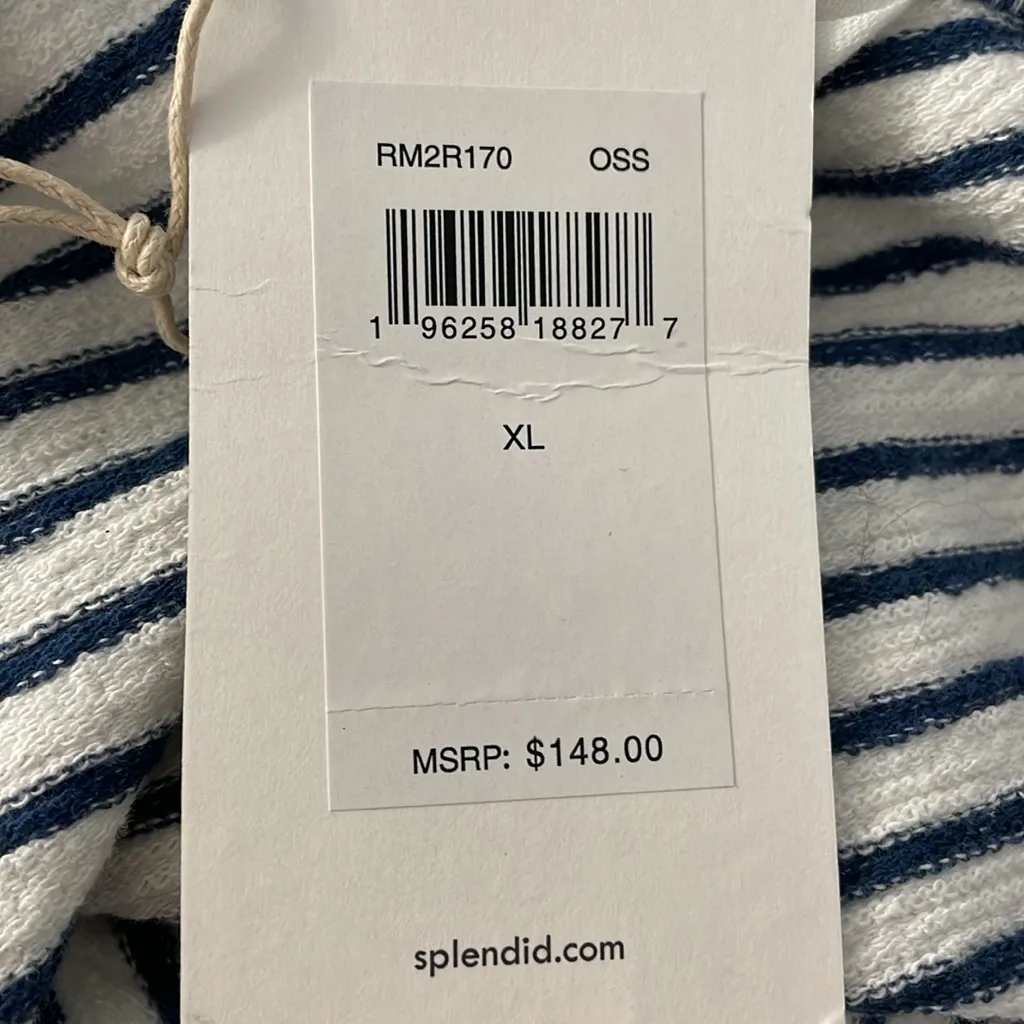 RM2R170 OSS
1 96258 18827 7
XL
MSRP: $148.00
splendid.com